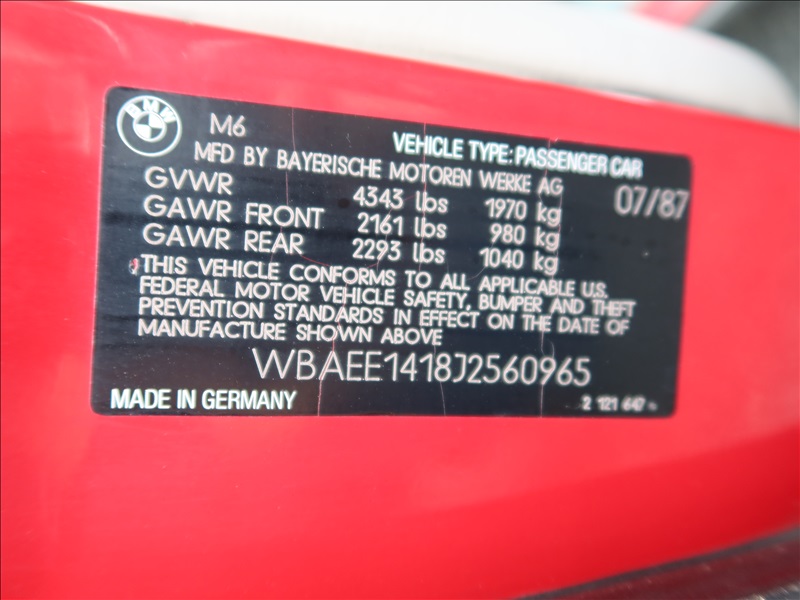 BMW
M6
VEHICLE TYPE: PASSENGER CAR
MFD BY BAYERISCHE MOTOREN WERKE AG
07/87
GVWR 4343 lbs 1970 kg
GAWR FRONT 2161 lbs 980 kg
GAWR REAR 2293 lbs 1040 kg
THIS VEHICLE CONFORMS TO ALL APPLICABLE U.S.
FEDERAL MOTOR VEHICLE SAFETY, BUMPER AND THEFT
PREVENTION STANDARDS IN EFFECT ON THE DATE OF
MANUFACTURE SHOWN ABOVE
WBAEE1418J2560965
MADE IN GERMANY
2 121 647